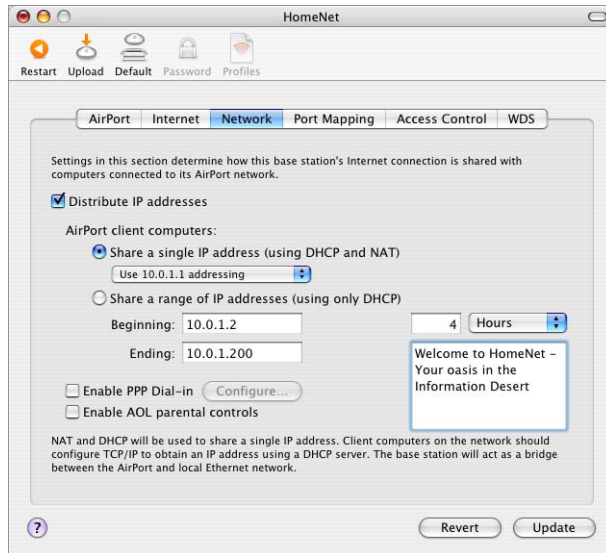 HomeNet
Restart Upload Default Password Profiles
AirPort Internet Network Port Mapping Access Control WDS
Settings in this section determine how this base station's Internet connection is shared with
computers connected to its AirPort network.
Distribute IP addresses
AirPort client computers:
Share a single IP address (using DHCP and NAT)
Use 10.0.1.1 addressing
Share a range of IP addresses (using only DHCP)
Beginning: 10.0.1.2 4 Hours
Ending: 10.0.1.200
Welcome to HomeNet –
Your oasis in the
Information Desert
Enable PPP Dial-in Configure...
Enable AOL parental controls
NAT and DHCP will be used to share a single IP address. Client computers on the network should
configure TCP/IP to obtain an IP address using a DHCP server. The base station will act as a bridge
between the AirPort and local Ethernet network.
? Revert Update